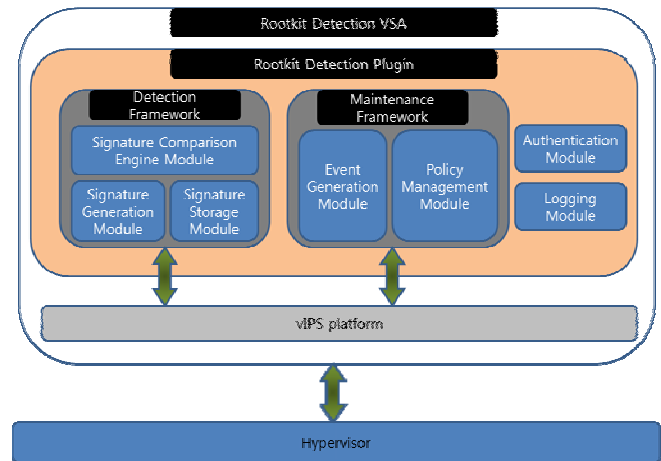 Rootkit Detection VSA
Rootkit Detection Plugin
Detection
Framework
Signature Comparison
Engine Module
Signature
Generation
Module
Signature
Storage
Module
Maintenance
Framework
Event
Generation
Module
Policy
Management
Module
Authentication
Module
Logging
Module
vIPS platform
Hypervisor